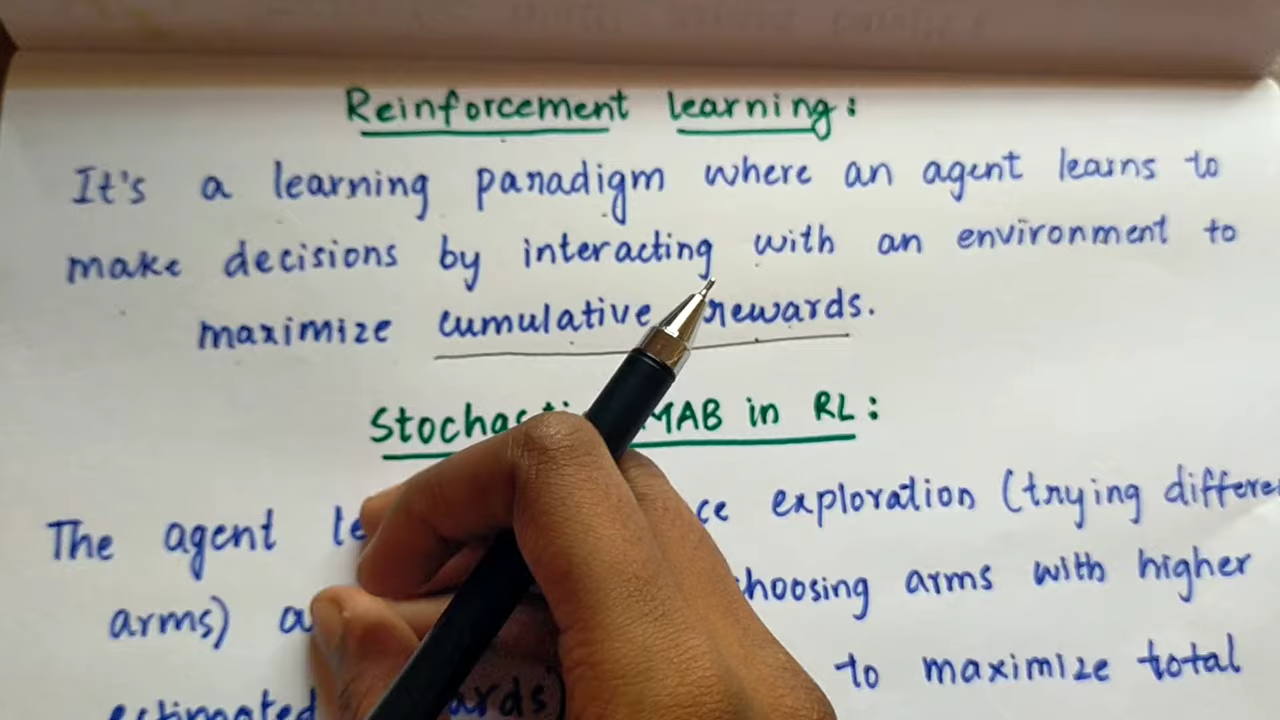 Reinforcement learning:
It's a learning paradigm where an agent learns to
make decisions by interacting with an environment to
maximize cumulative rewards.
MAB in RL:
The agent exploration (trying
arms) choosing arms with higher
estimated to maximize total